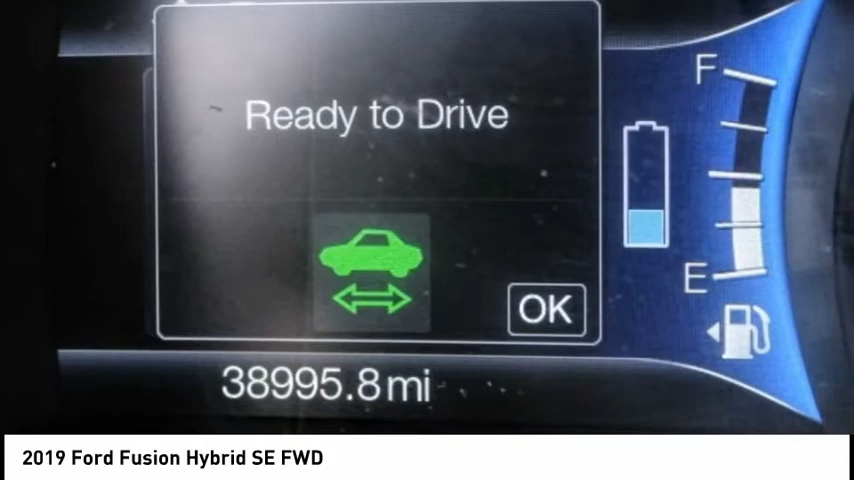 Ready to Drive
F
E
OK
38995.8 mi
2019 Ford Fusion Hybrid SE FWD